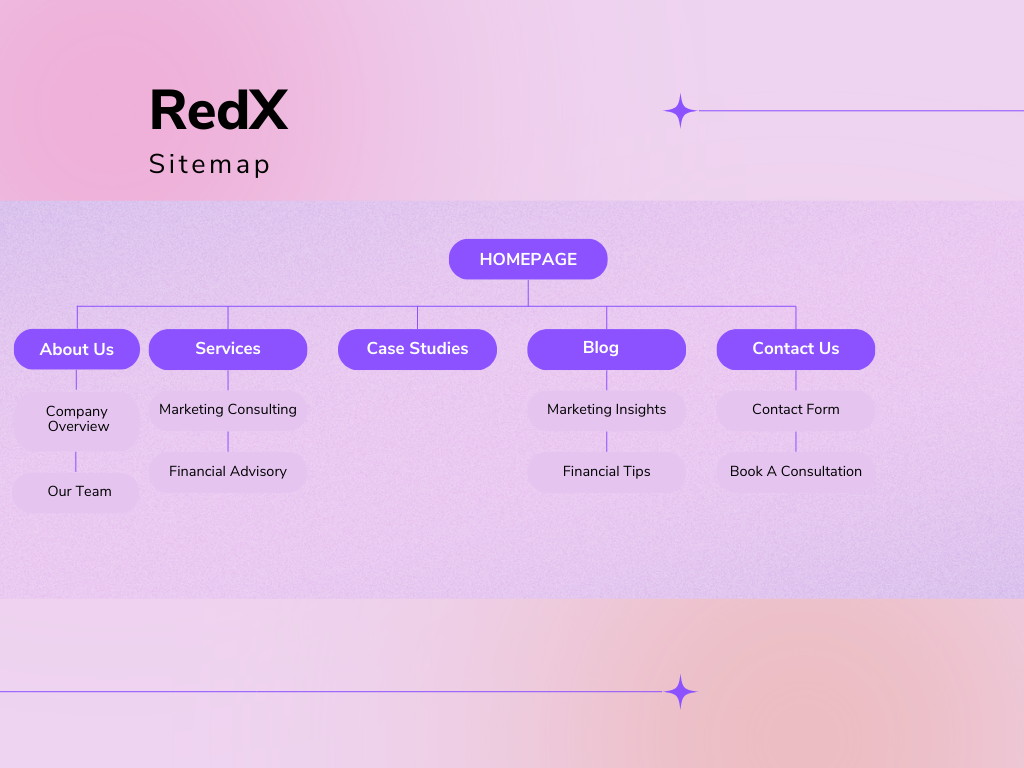 RedX
Sitemap
HOMEPAGE
About Us
Services
Case Studies
Blog
Contact Us
Company
Overview
Marketing Consulting
Marketing Insights
Contact Form
Our Team
Financial Advisory
Financial Tips
Book A Consultation